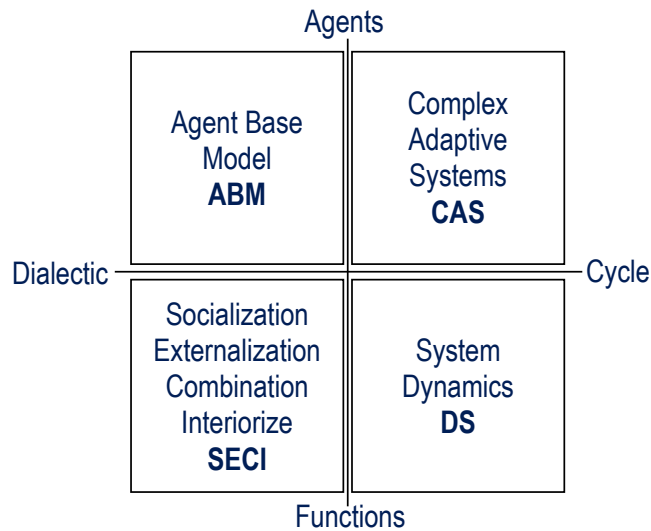 Agents
Agent Base
Model
ABM
Complex
Adaptive
Systems
CAS
Dialectic
Cycle
Socialization
Externalization
Combination
Interiorize
SECI
System
Dynamics
DS
Functions